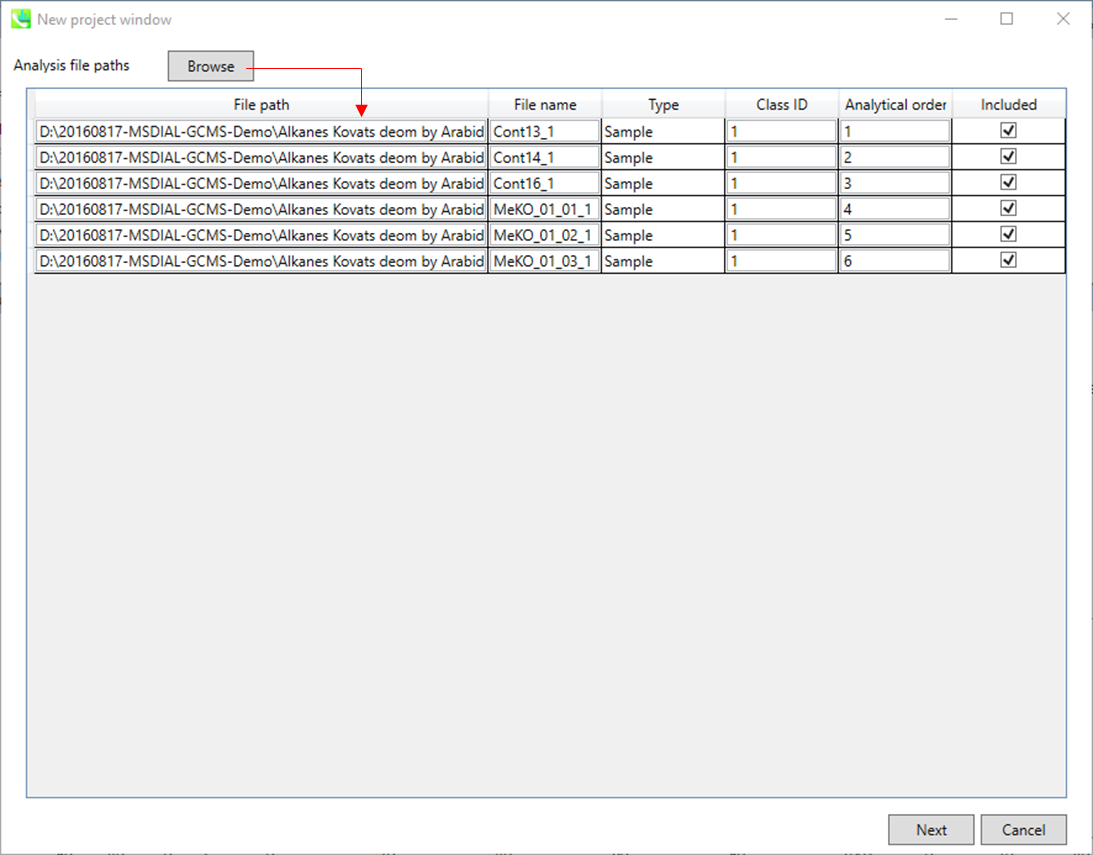 New project window
Analysis file paths Browse
File path File name Type Class ID Analytical order Included
D:\20160817-MSDIAL-GCMS-Demo\Alkanes Kovats deom by Arabid Cont13_1 Sample 1 1
D:\20160817-MSDIAL-GCMS-Demo\Alkanes Kovats deom by Arabid Cont14_1 Sample 1 2
D:\20160817-MSDIAL-GCMS-Demo\Alkanes Kovats deom by Arabid Cont16_1 Sample 1 3
D:\20160817-MSDIAL-GCMS-Demo\Alkanes Kovats deom by Arabid MeKO_01_01_1 Sample 1 4
D:\20160817-MSDIAL-GCMS-Demo\Alkanes Kovats deom by Arabid MeKO_01_02_1 Sample 1 5
D:\20160817-MSDIAL-GCMS-Demo\Alkanes Kovats deom by Arabid MeKO_01_03_1 Sample 1 6
Next Cancel